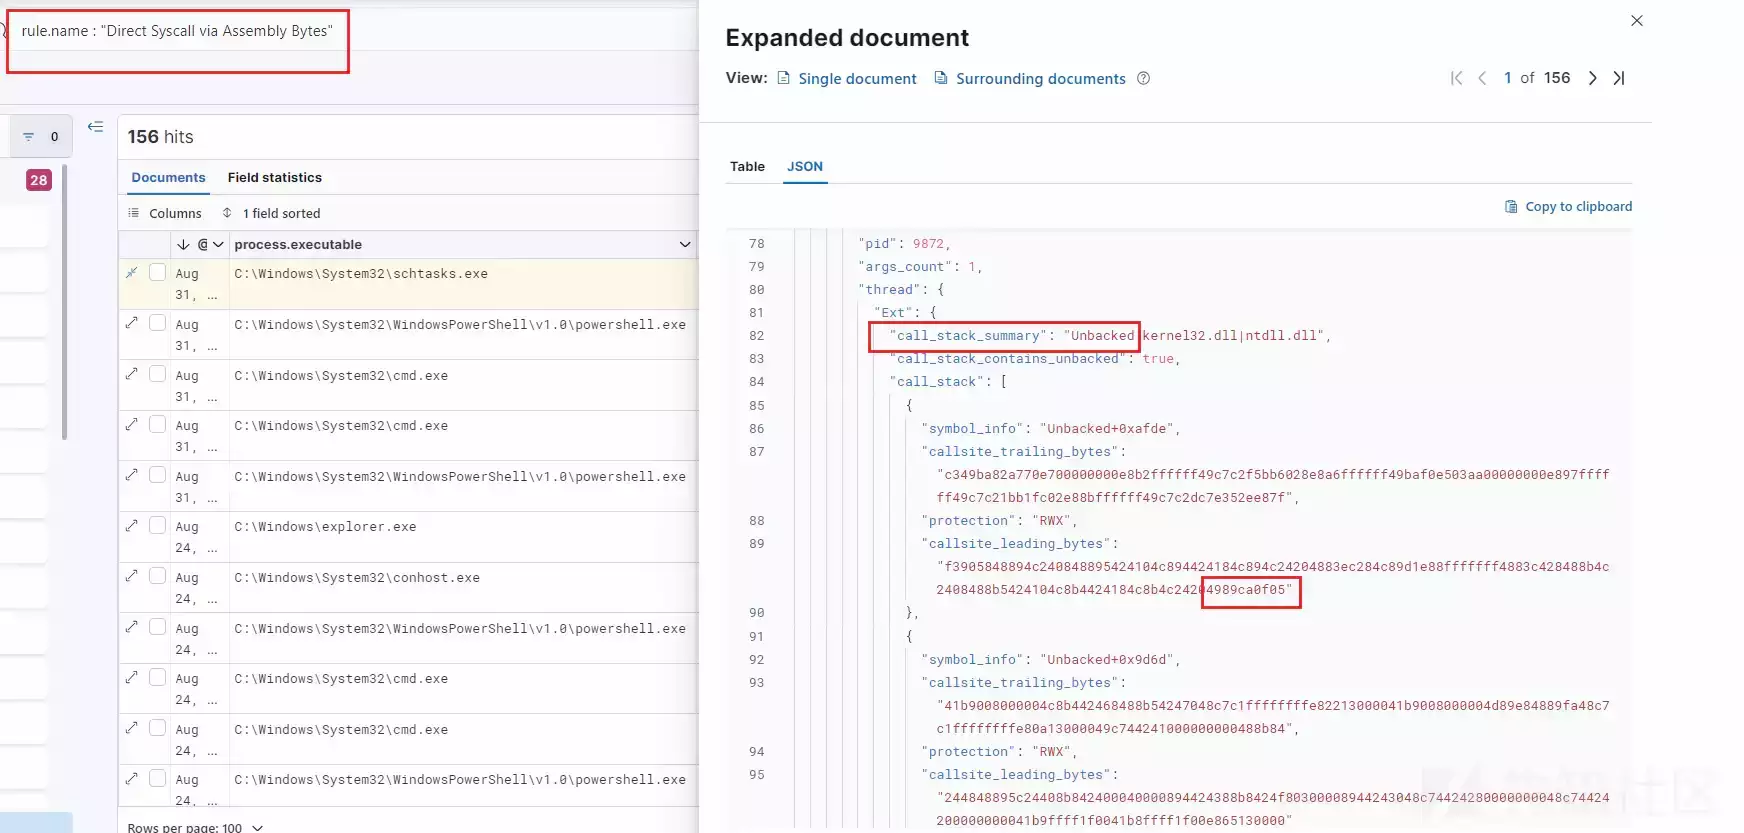 rule.name : "Direct Syscall via Assembly Bytes"
0
28
156 hits
Documents
Field statistics
Columns
1 field sorted
process.executable
Aug 31, ...
C:\Windows\System32\schtasks.exe
Aug 31, ...
C:\Windows\System32\WindowsPowerShell\v1.0\powershell.exe
Aug 31, ...
C:\Windows\System32\cmd.exe
Aug 31, ...
C:\Windows\System32\cmd.exe
Aug 31, ...
C:\Windows\System32\WindowsPowerShell\v1.0\powershell.exe
Aug 24, ...
C:\Windows\explorer.exe
Aug 24, ...
C:\Windows\System32\conhost.exe
Aug 24, ...
C:\Windows\System32\WindowsPowerShell\v1.0\powershell.exe
Aug 24, ...
C:\Windows\System32\cmd.exe
Aug 24, ...
C:\Windows\System32\cmd.exe
Aug 24, ...
C:\Windows\System32\WindowsPowerShell\v1.0\powershell.exe
Rows per page: 100
Expanded document
View: Single document Surrounding documents
1 of 156
Table
JSON
Copy to clipboard
78 "pid": 9872,
79 "args_count": 1,
80 "thread": {
81 "Ext": {
82 "call_stack_summary": "Unbacked|kernel32.dll|ntdll.dll",
83 "call_stack_contains_unbacked": true,
84 "call_stack": [
85 {
86 "symbol_info": "Unbacked+0xafde",
87 "callsite_trailing_bytes":
"c349ba82a770e700000000e8b2ffffff49c7c2f5bb6028e8a6ffffff49baf0e503aa00000000e897ffff
ff49c7c21bb1fc02e88bffffff49c7c2dc7e352ee87f",
88 "protection": "RWX",
89 "callsite_leading_bytes":
"f3905848894c240848895424104c894424184c894c24204883ec284c89d1e88fffffff4883c428488b4c
2408488b5424104c8b4424184c8b4c24204989ca0f05"
90 },
91 {
92 "symbol_info": "Unbacked+0x9d6d",
93 "callsite_trailing_bytes":
"41b9008000004c8b442468488b54247048c7c1ffffffffe82213000041b9008000004d89e84889fa48c7
c1ffffffffe80a13000049c744241000000000488b84",
94 "protection": "RWX",
95 "callsite_leading_bytes":
"244848895c24408b842400040000894424388b8424f80300008944243048c74424280000000048c74424
200000000041b9ffff1f0041b8ffff1f00e865130000"